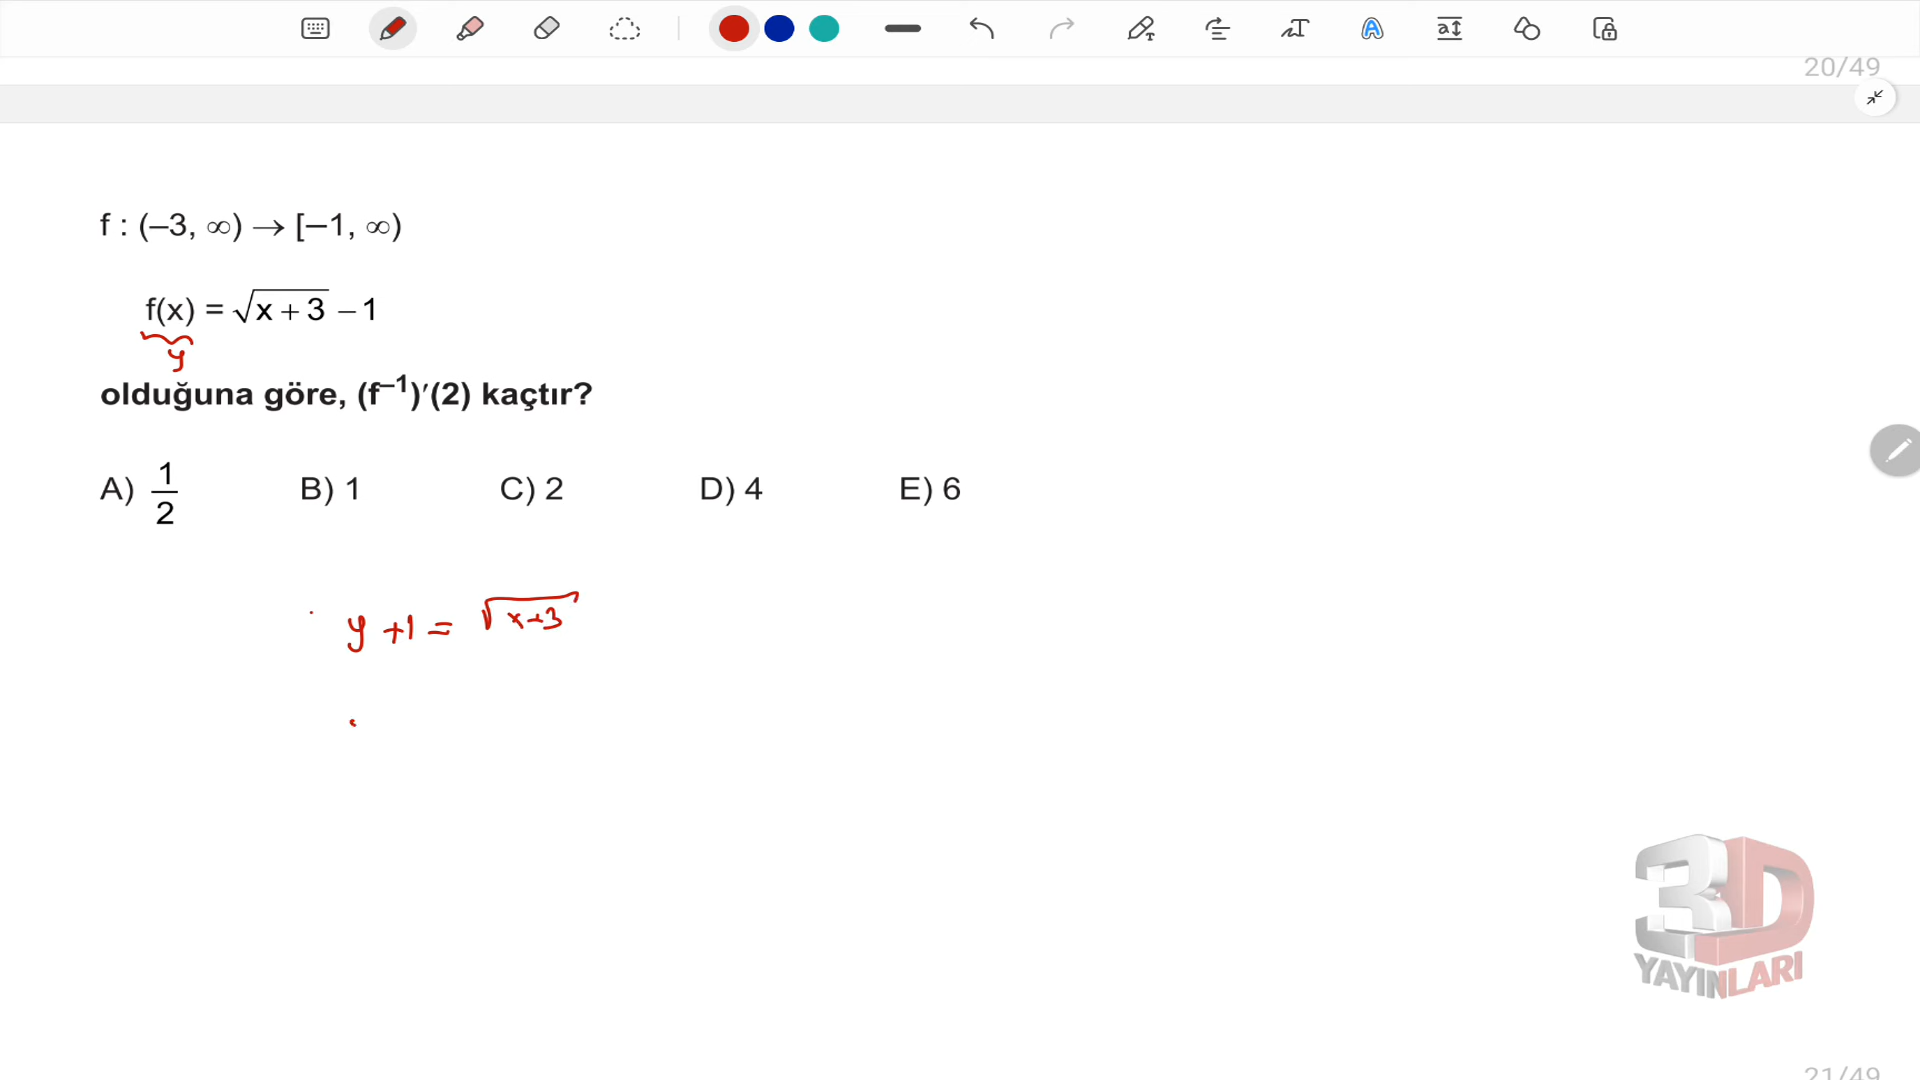 20/49
f : (–3, ∞) → [–1, ∞)
f(x) = √x + 3 – 1
y
olduğuna göre, (f⁻¹)′(2) kaçtır?
A) 1/2 B) 1 C) 2 D) 4 E) 6
y +1 = √x+3
3D
YAYINLARI
21/49